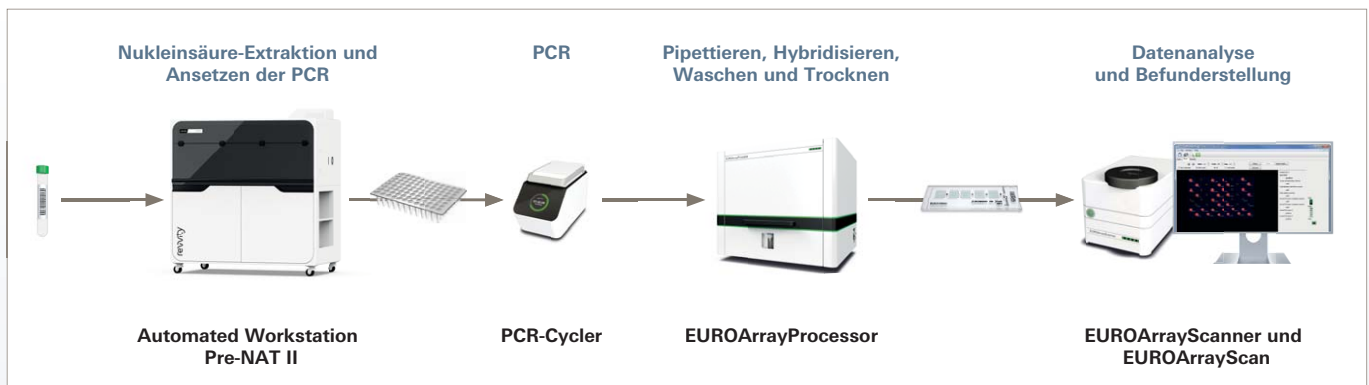 Nukleinsäure-Extraktion und
Ansetzen der PCR
PCR
Pipettieren, Hybridisieren,
Waschen und Trocknen
Datenanalyse
und Befunderstellung
revvity
Automated Workstation
Pre-NAT II
PCR-Cycler
EUROArrayProcessor
EUROArrayScanner und
EUROArrayScan